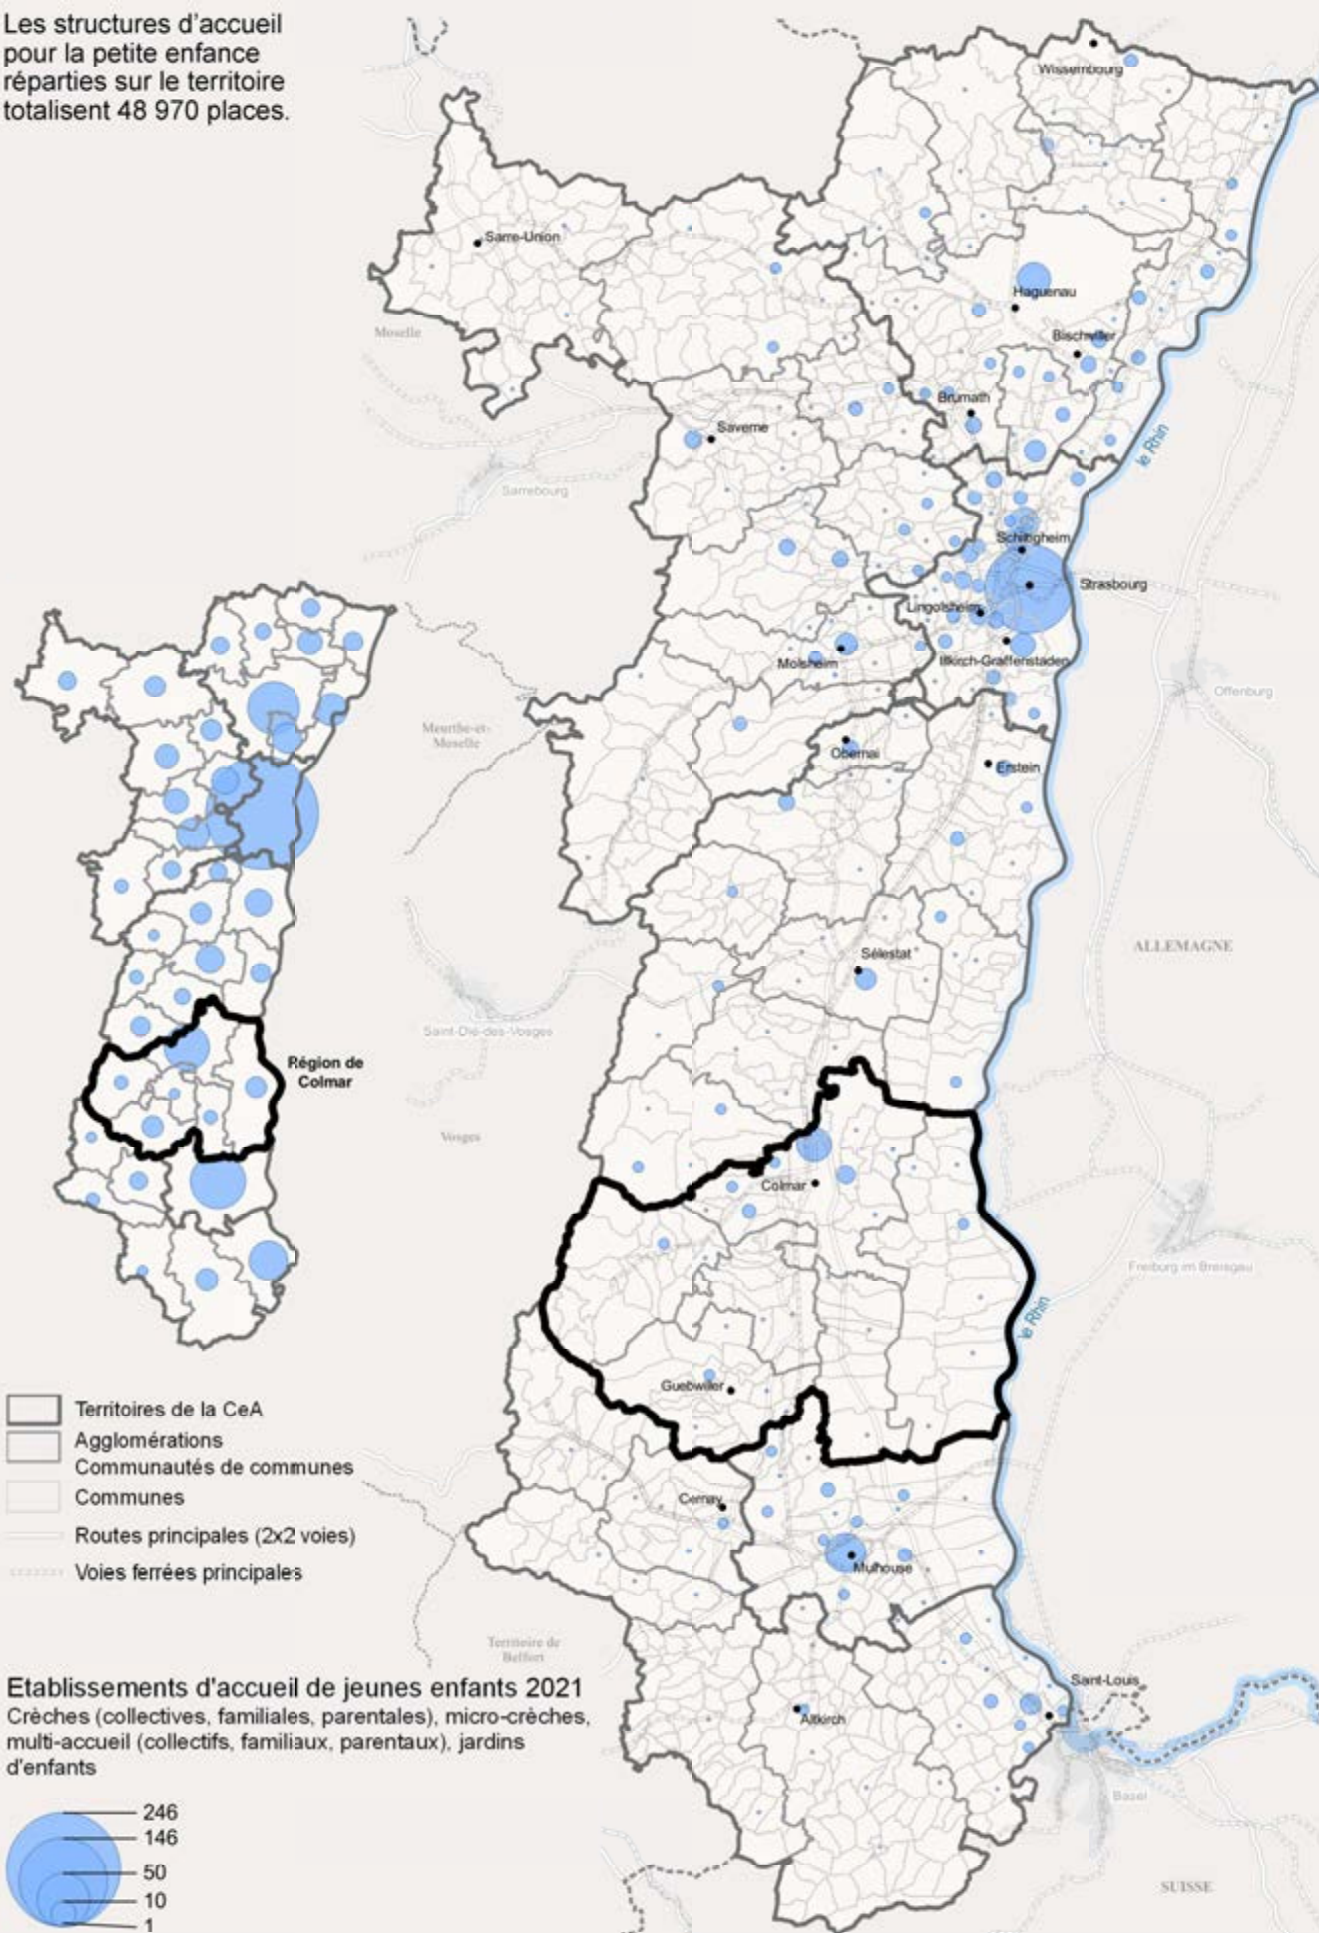 Les structures d'accueil
pour la petite enfance
réparties sur le territoire
totalisent 48 970 places.
Wissembourg
Sarre-Union
Haguenau
Moselle
Bischwiller
Brumath
Saverne
le Rhin
Sarrebourg
Schiltigheim
Strasbourg
Lingolsheim
Molsheim
Illkirch-Graffenstaden
Offenburg
Meurthe-et-
Moselle
Obernai
Erstein
ALLEMAGNE
Sélestat
Saint-Dié-des-Vosges
Région de
Colmar
Vosges
Colmar
Freiburg im Breisgau
le Rhin
Guebwiller
Territoires de la CeA
Agglomérations
Communautés de communes
Communes
Routes principales (2x2 voies)
Voies ferrées principales
Cernay
Mulhouse
Territoire de
Belfort
Saint-Louis
Altkirch
Basel
SUISSE
Etablissements d'accueil de jeunes enfants 2021
Crèches (collectives, familiales, parentales), micro-crèches,
multi-accueil (collectifs, familiaux, parentaux), jardins
d'enfants
246
146
50
10
1